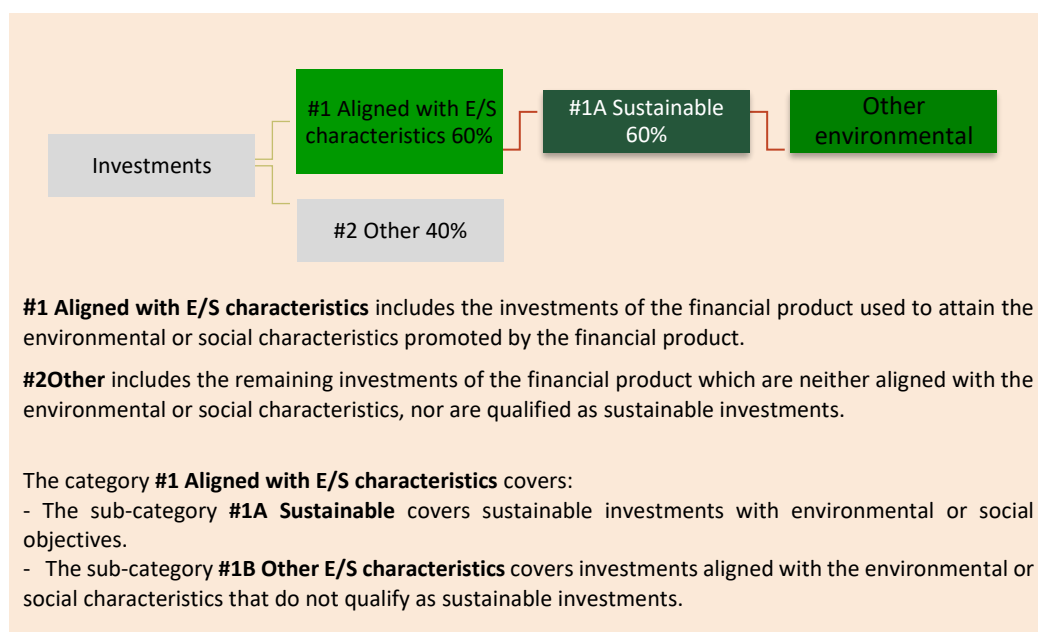 #1 Aligned with E/S
characteristics 60%
#1A Sustainable
60%
Other
environmental
Investments
#2 Other 40%
#1 Aligned with E/S characteristics includes the investments of the financial product used to attain the
environmental or social characteristics promoted by the financial product.
#2Other includes the remaining investments of the financial product which are neither aligned with the
environmental or social characteristics, nor are qualified as sustainable investments.
The category #1 Aligned with E/S characteristics covers:
- The sub-category #1A Sustainable covers sustainable investments with environmental or social
objectives.
- The sub-category #1B Other E/S characteristics covers investments aligned with the environmental or
social characteristics that do not qualify as sustainable investments.